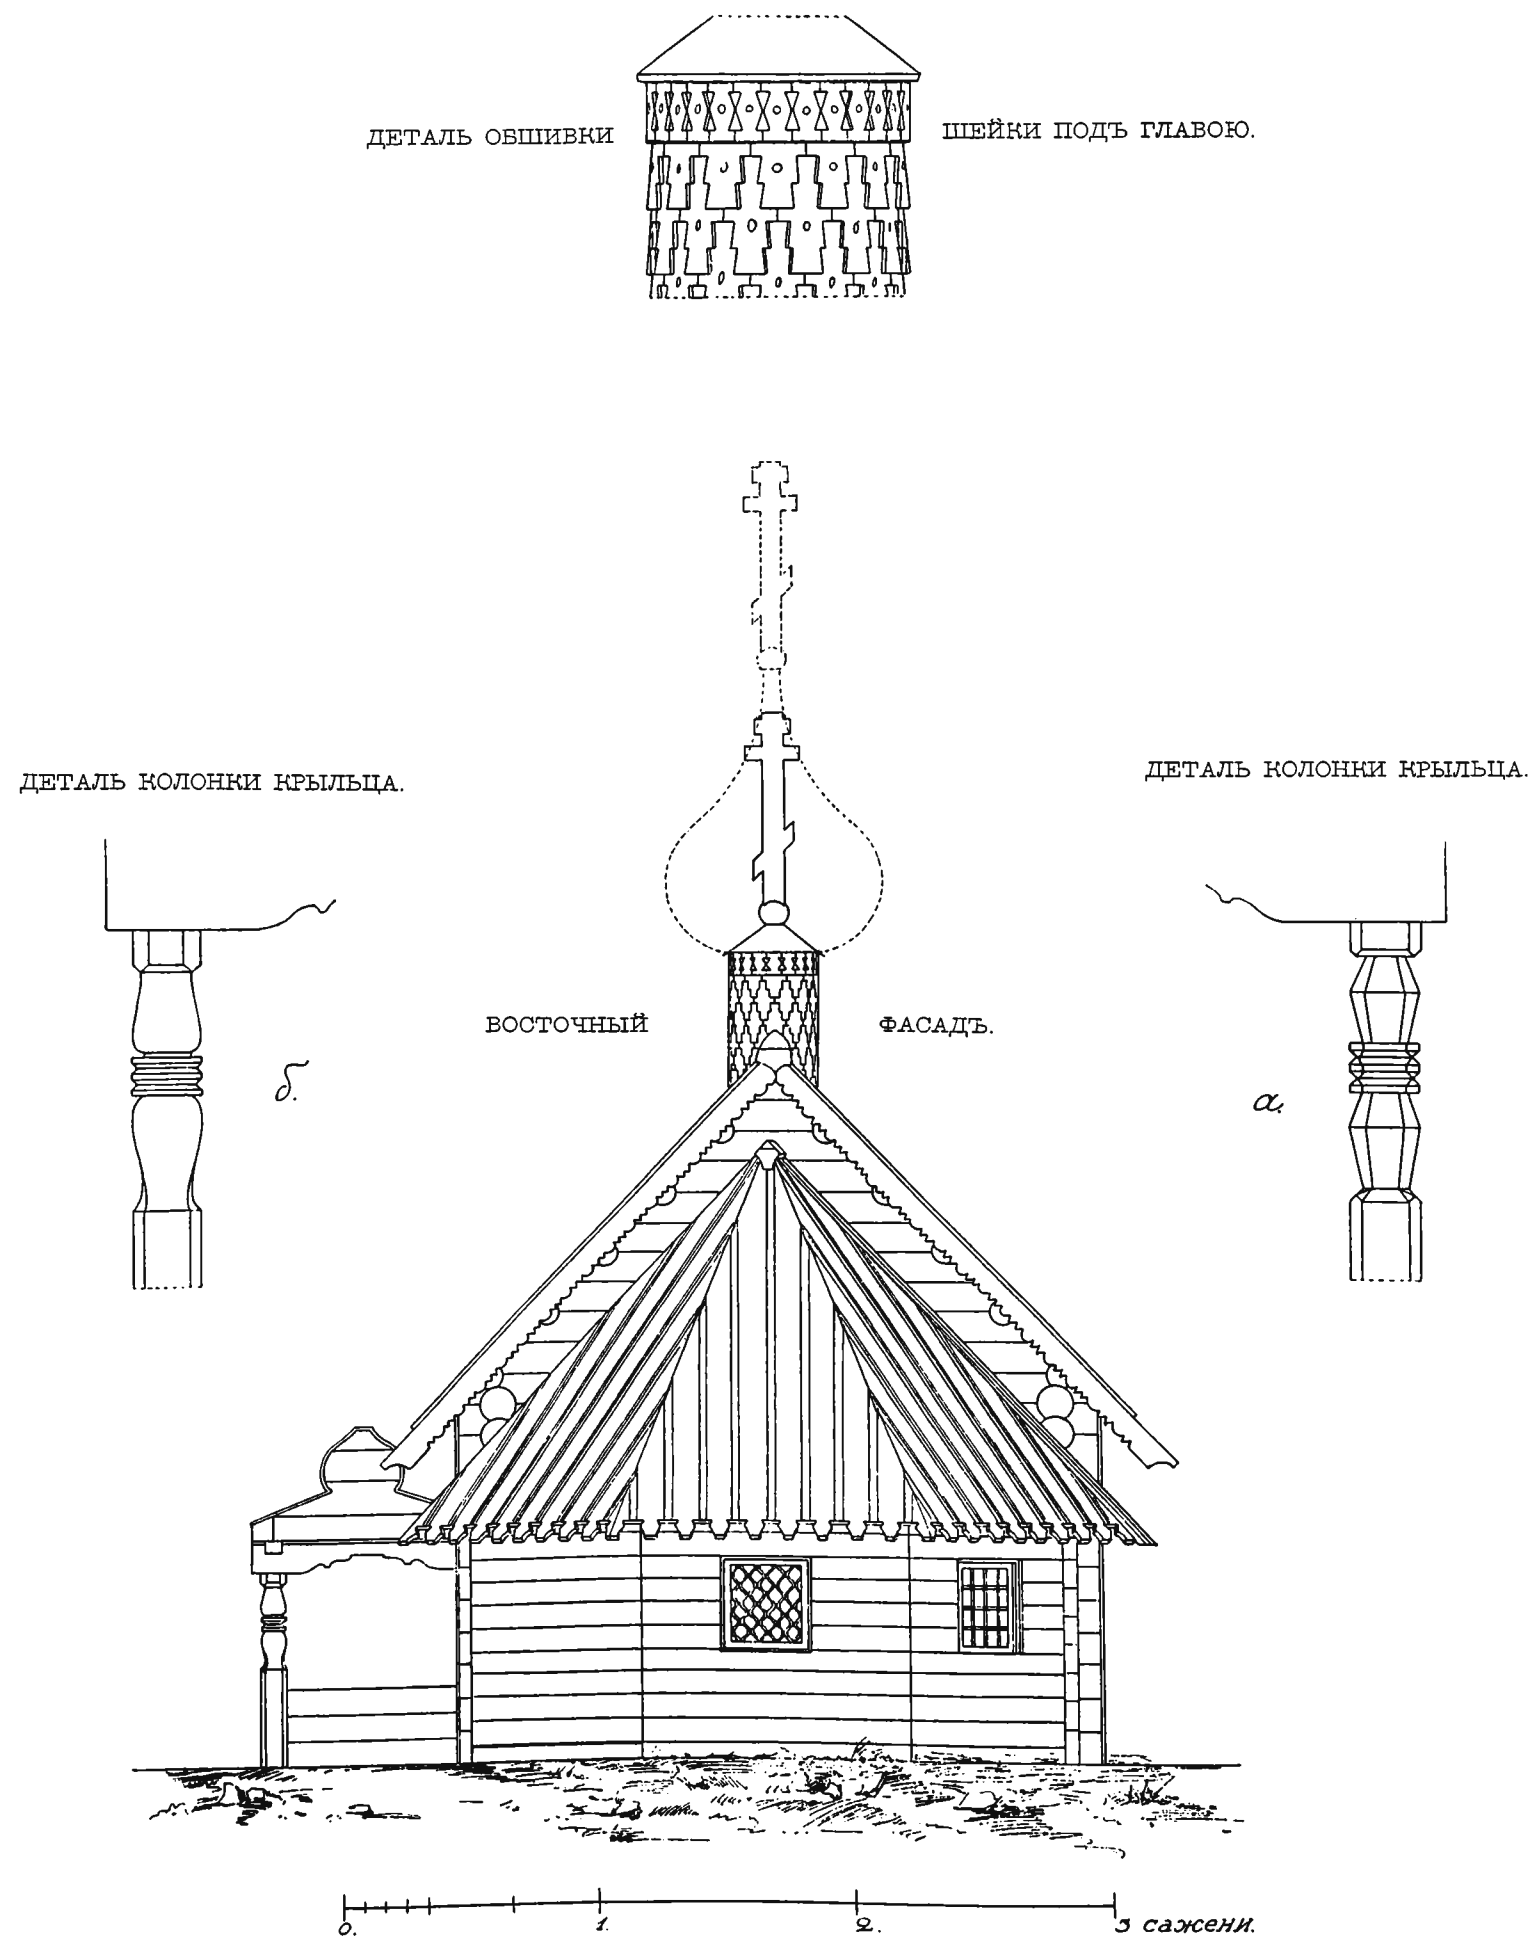 ДЕТАЛЬ ОБШИВКИ ШЕЙКИ ПОДЪ ГЛАВОЮ.
ДЕТАЛЬ КОЛОНКИ КРЫЛЬЦА.
ДЕТАЛЬ КОЛОНКИ КРЫЛЬЦА.
ВОСТОЧНЫЙ ФАСАДЪ.
б.
а.
0. 1. 2. 3 сажени.